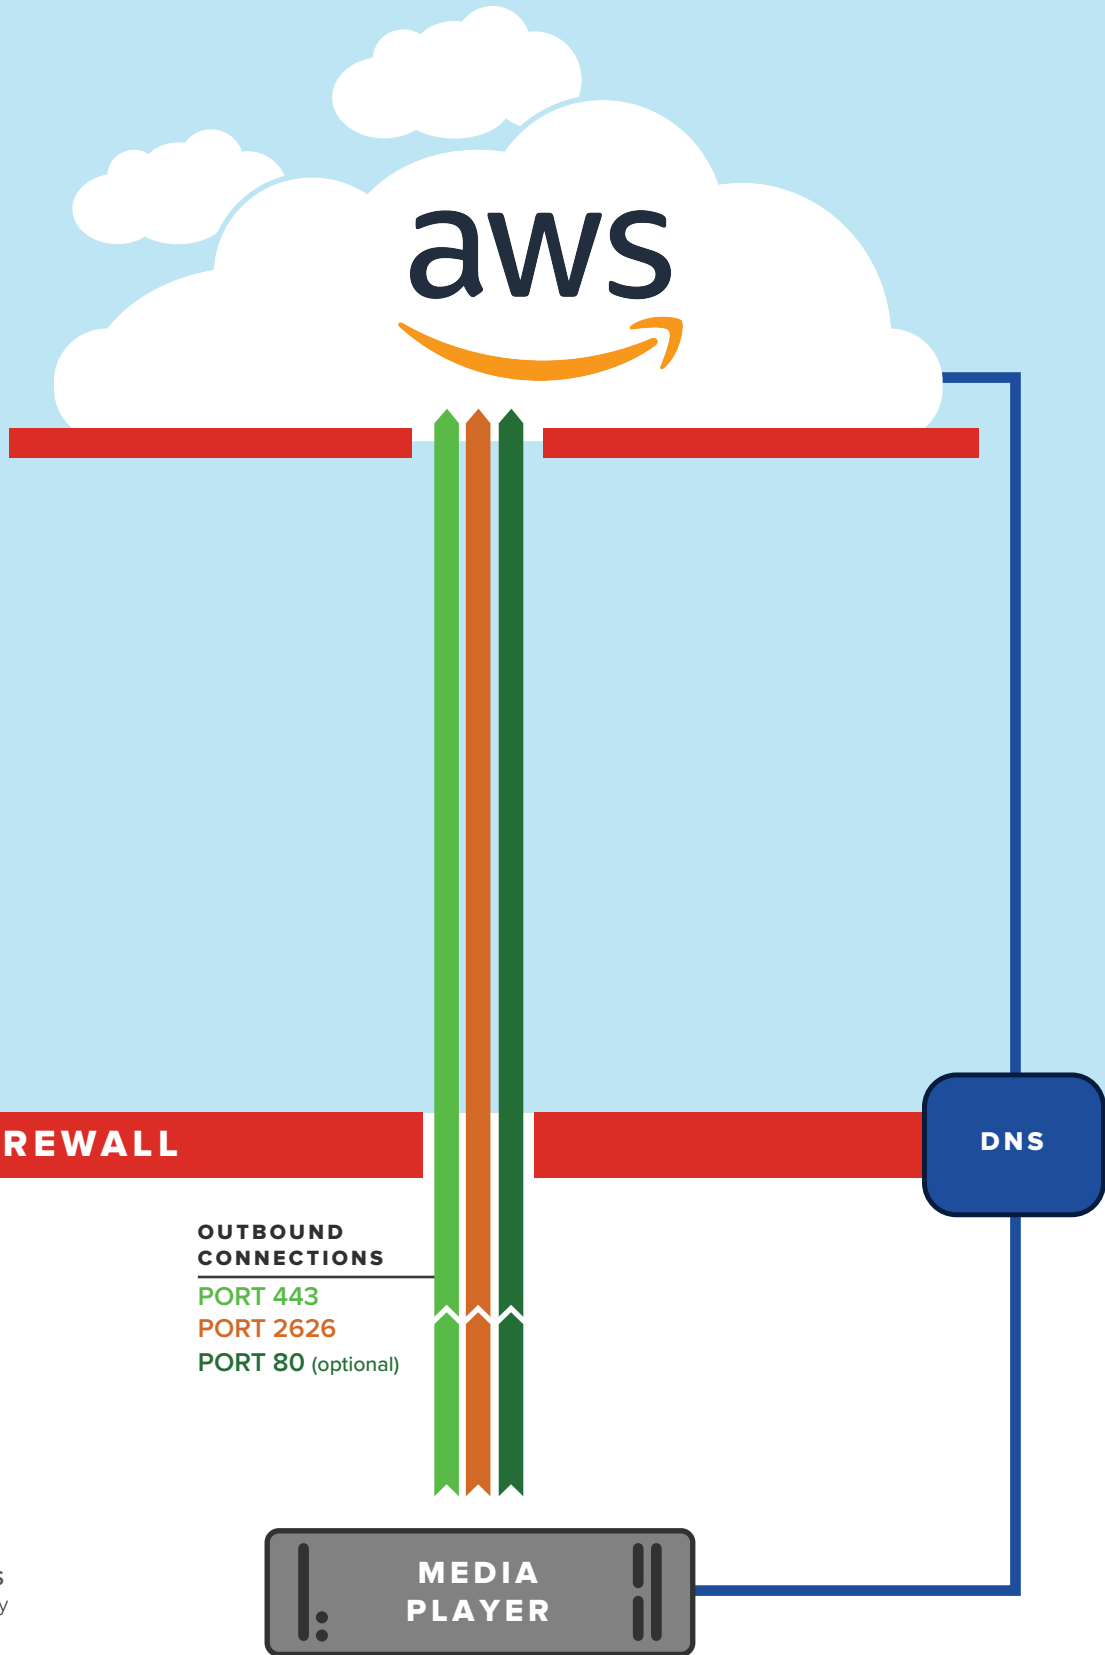 aws
REWALL
DNS
OUTBOUND
CONNECTIONS
PORT 443
PORT 2626
PORT 80 (optional)
MEDIA
PLAYER
s
y